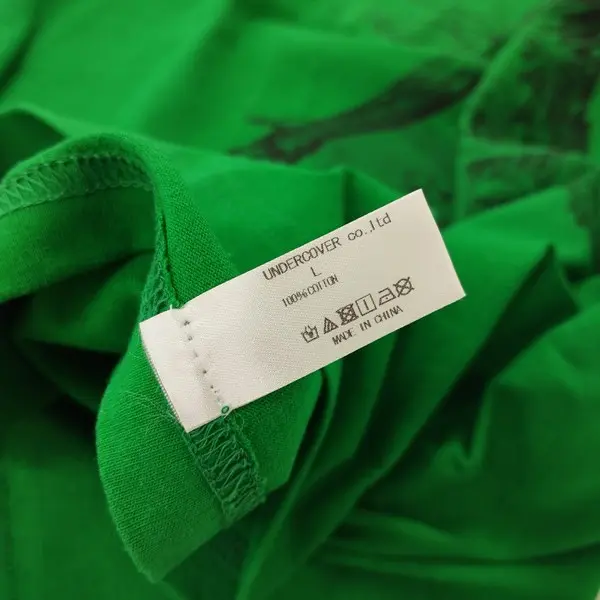 UNDERCOVER co.,ltd
L
100%COTTON
MADE IN CHINA